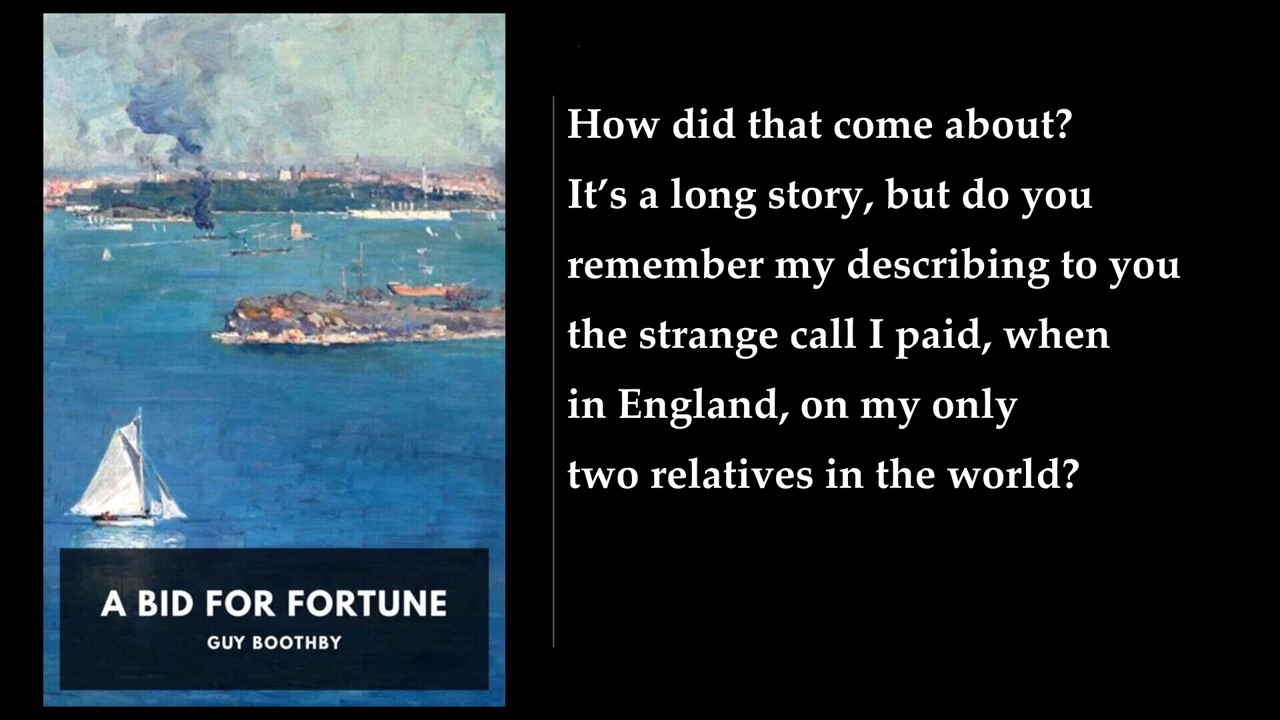 How did that come about?
It’s a long story, but do you
remember my describing to you
the strange call I paid, when
in England, on my only
two relatives in the world?
A BID FOR FORTUNE
GUY BOOTHBY